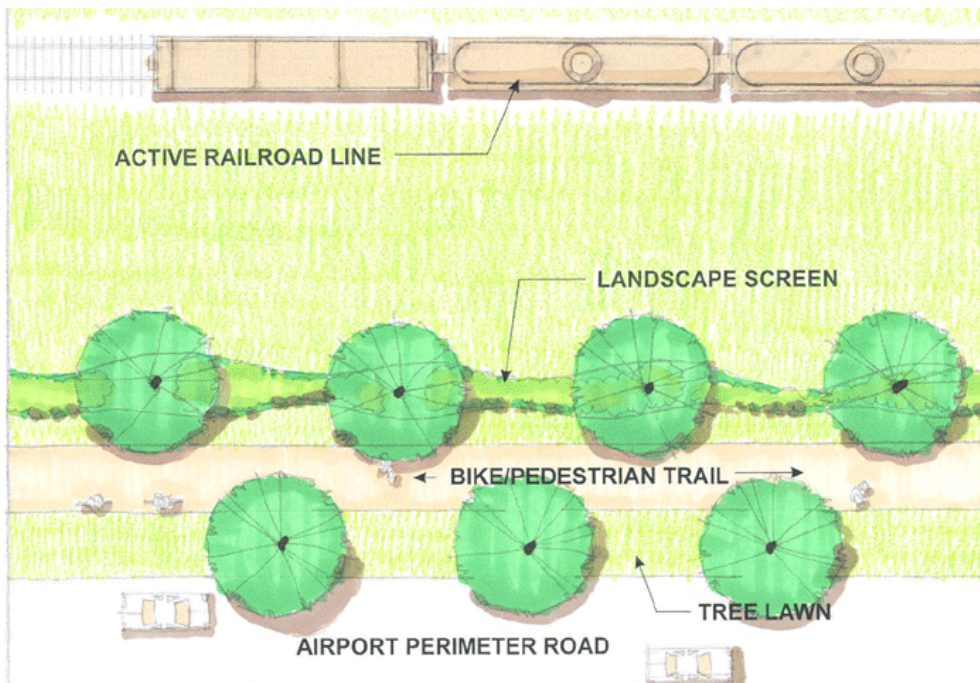 ACTIVE RAILROAD LINE
LANDSCAPE SCREEN
BIKE/PEDESTRIAN TRAIL
TREE LAWN
AIRPORT PERIMETER ROAD